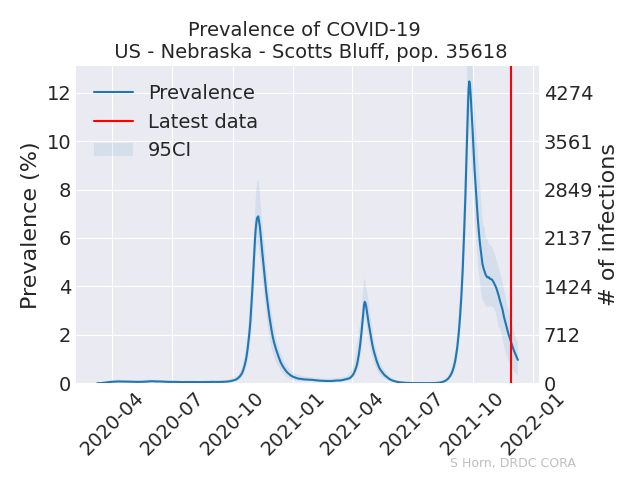 Prevalence of COVID-19
US - Nebraska - Scotts Bluff, pop. 35618
Prevalence
Latest data
95CI
Prevalence (%)
12
10
8
6
4
2
0
4274
3561
2849
2137
1424
712
0
# of infections
2020-04
2020-07
2020-10
2021-01
2021-04
2021-07
2021-10
2022-01
S Horn, DRDC CORA